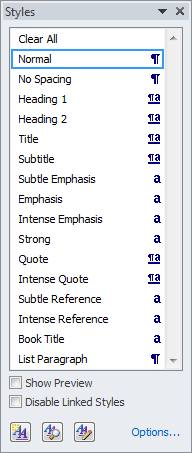 Styles
Clear All
Normal ¶
No Spacing ¶
Heading 1 ¶a
Heading 2 ¶a
Title ¶a
Subtitle ¶a
Subtle Emphasis a
Emphasis a
Intense Emphasis a
Strong a
Quote ¶a
Intense Quote ¶a
Subtle Reference a
Intense Reference a
Book Title a
List Paragraph ¶
Show Preview
Disable Linked Styles
Options...